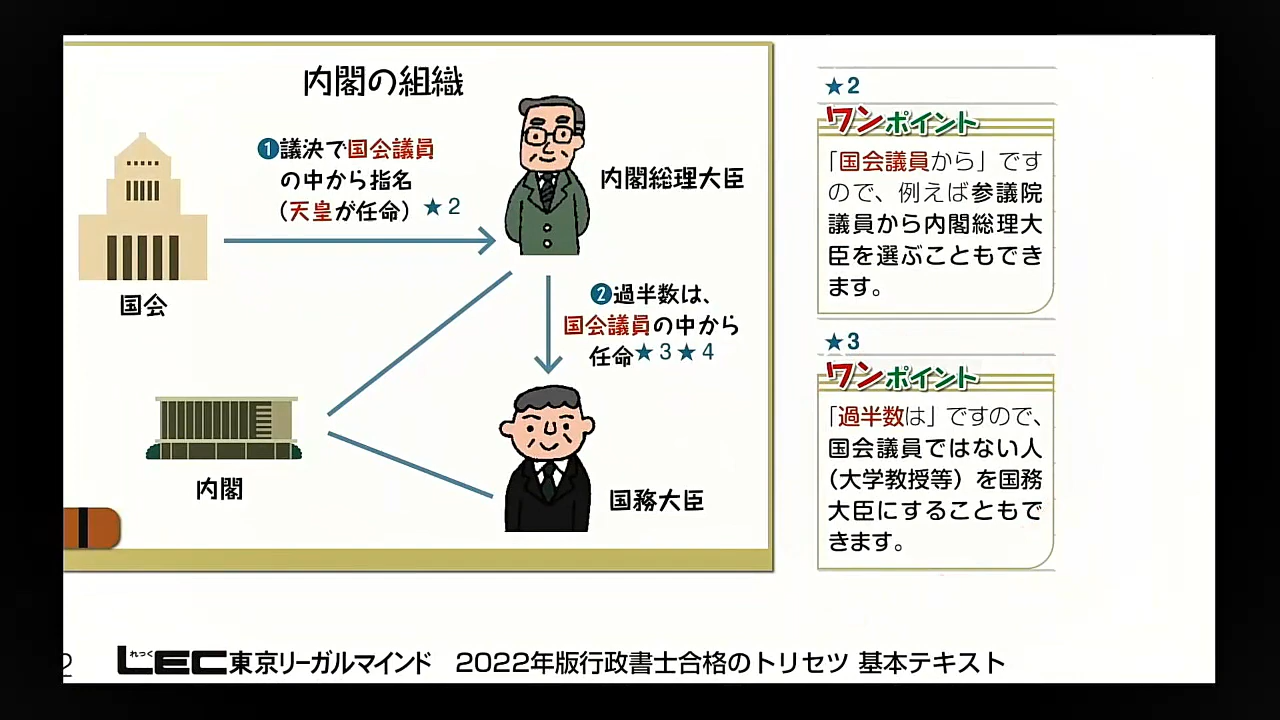 内閣の組織
❶議決で国会議員
の中から指名
（天皇が任命）★2
国会
内閣総理大臣
❷過半数は、
国会議員の中から
任命★3★4
内閣
国務大臣
★2
ワンポイント
「国会議員から」です
ので、例えば参議院
議員から内閣総理大
臣を選ぶこともでき
ます。
★3
ワンポイント
「過半数は」ですので、
国会議員ではない人
（大学教授等）を国務
大臣にすることもで
きます。
2 れっく LEC東京リーガルマインド 2022年版行政書士合格のトリセツ 基本テキスト